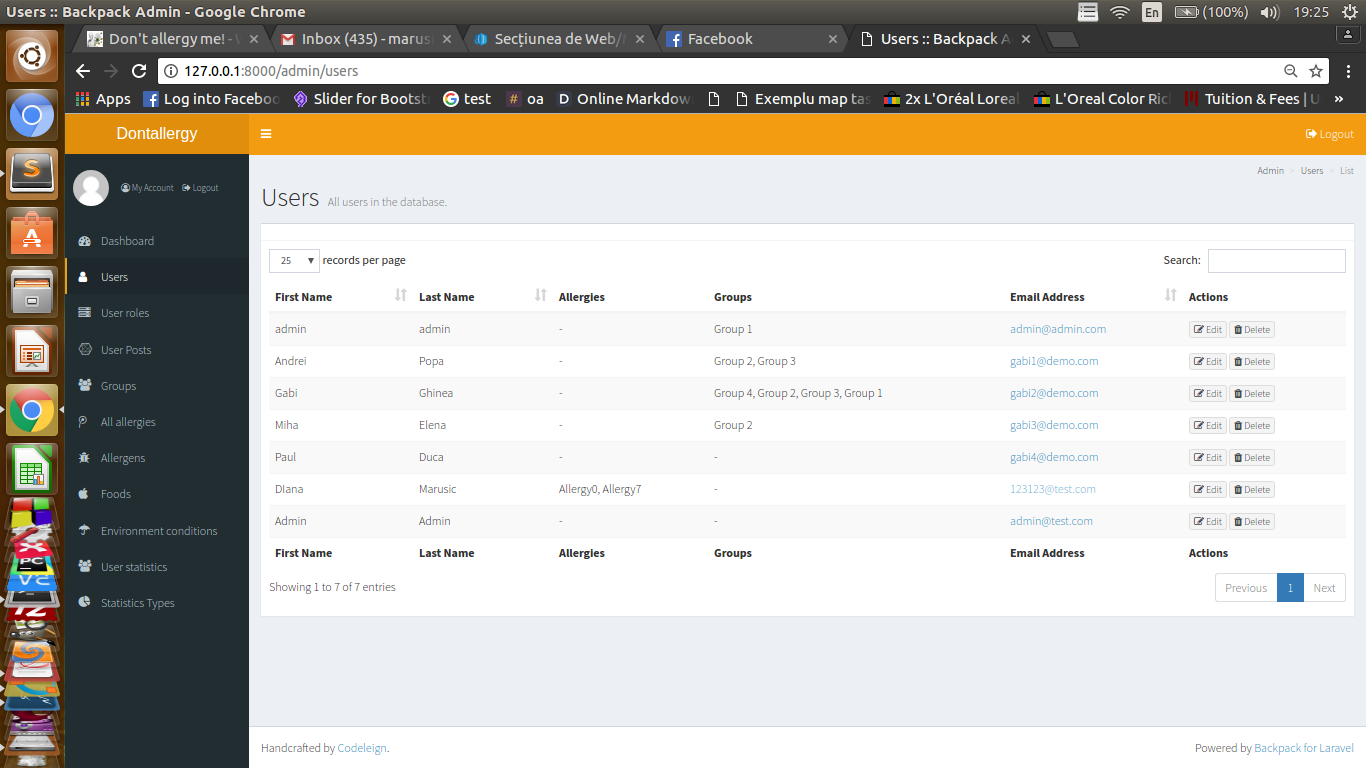 Users :: Backpack Admin - Google Chrome
En (100%) 19:25
Don't allergy me! -
Inbox (435) - marus
Secțiunea de Web/
Facebook
Users :: Backpack A
127.0.0.1:8000/admin/users
Apps Log into Facebo Slider for Bootst test oa Online Markdow Exemplu map tas 2x L'Oréal Loreal L'Oreal Color Ric Tuition & Fees | U »
Dontallergy
Logout
My Account Logout
Dashboard
Users
User roles
User Posts
Groups
All allergies
Allergens
Foods
Environment conditions
User statistics
Statistics Types
Admin > Users > List
Users All users in the database.
25 records per page
Search:
First Name Last Name Allergies Groups Email Address Actions
admin admin - Group 1 admin@admin.com Edit Delete
Andrei Popa - Group 2, Group 3 gabi1@demo.com Edit Delete
Gabi Ghinea - Group 4, Group 2, Group 3, Group 1 gabi2@demo.com Edit Delete
Miha Elena - Group 2 gabi3@demo.com Edit Delete
Paul Duca - - gabi4@demo.com Edit Delete
DIana Marusic Allergy0, Allergy7 - 123123@test.com Edit Delete
Admin Admin - - admin@test.com Edit Delete
First Name Last Name Allergies Groups Email Address Actions
Showing 1 to 7 of 7 entries
Previous 1 Next
Handcrafted by Codeleign.
Powered by Backpack for Laravel
PC
VC